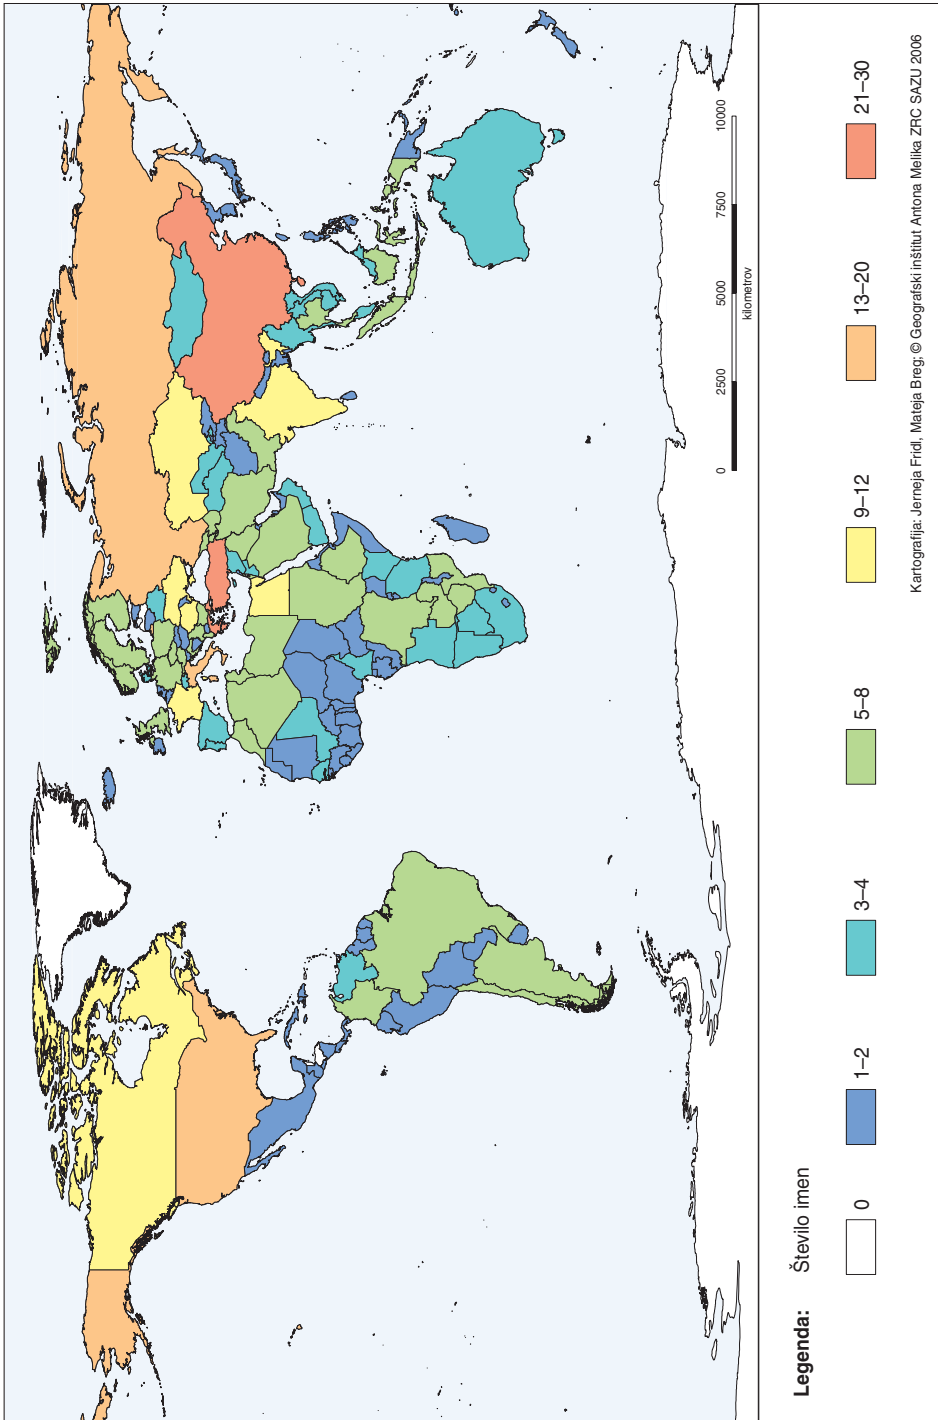 0 2500 5000 7500 10000
kilometrov
Legenda: Število imen
0 1–2 3–4 5–8 9–12 13–20 21–30
Kartografija: Jerneja Fridl, Mateja Breg; © Geografski inštitut Antona Melika ZRC SAZU 2006